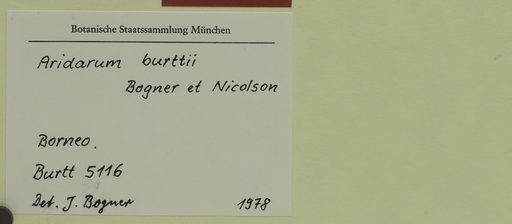 Botanische Staatssammlung München
Aridarum burttii
Bogner et Nicolson
Borneo.
Burtt 5116
Det. J. Bogner 1978